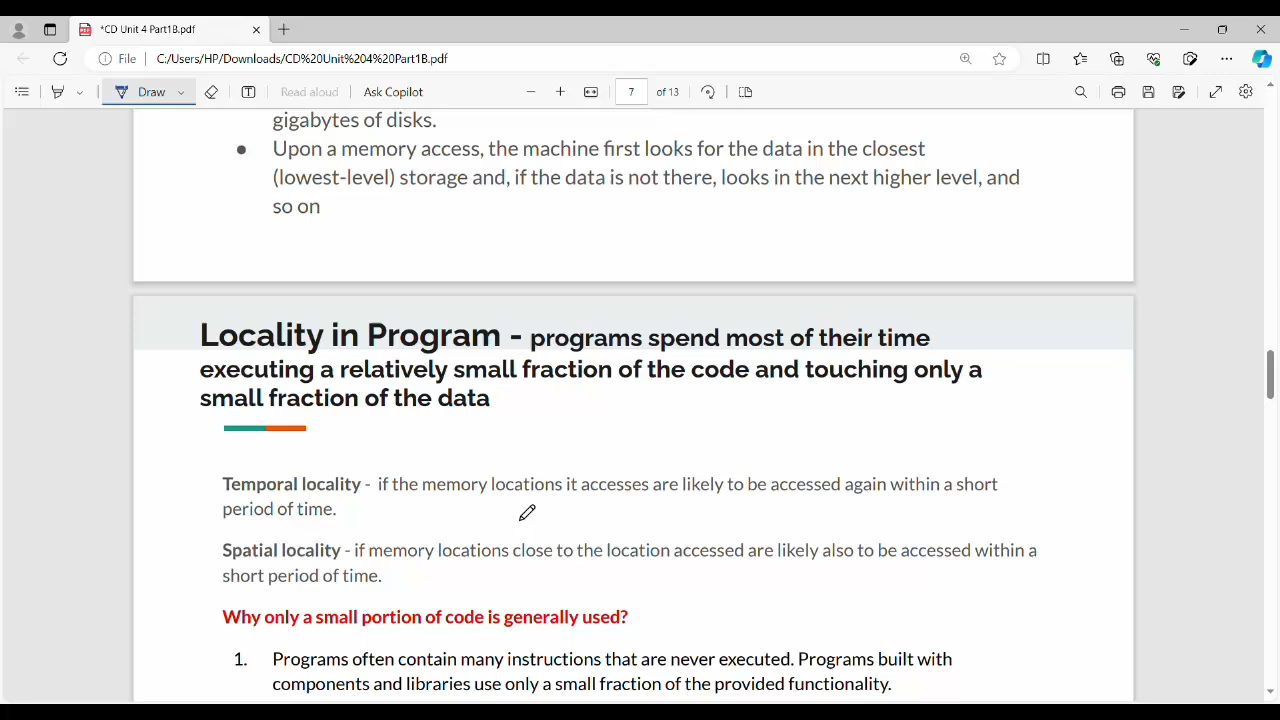 *CD Unit 4 Part1B.pdf
File C:/Users/HP/Downloads/CD%20Unit%204%20Part1B.pdf
Draw Read aloud Ask Copilot 7 of 13
gigabytes of disks.
● Upon a memory access, the machine first looks for the data in the closest
(lowest-level) storage and, if the data is not there, looks in the next higher level, and
so on
Locality in Program - programs spend most of their time
executing a relatively small fraction of the code and touching only a
small fraction of the data
Temporal locality - if the memory locations it accesses are likely to be accessed again within a short
period of time.
Spatial locality - if memory locations close to the location accessed are likely also to be accessed within a
short period of time.
Why only a small portion of code is generally used?
1. Programs often contain many instructions that are never executed. Programs built with
components and libraries use only a small fraction of the provided functionality.